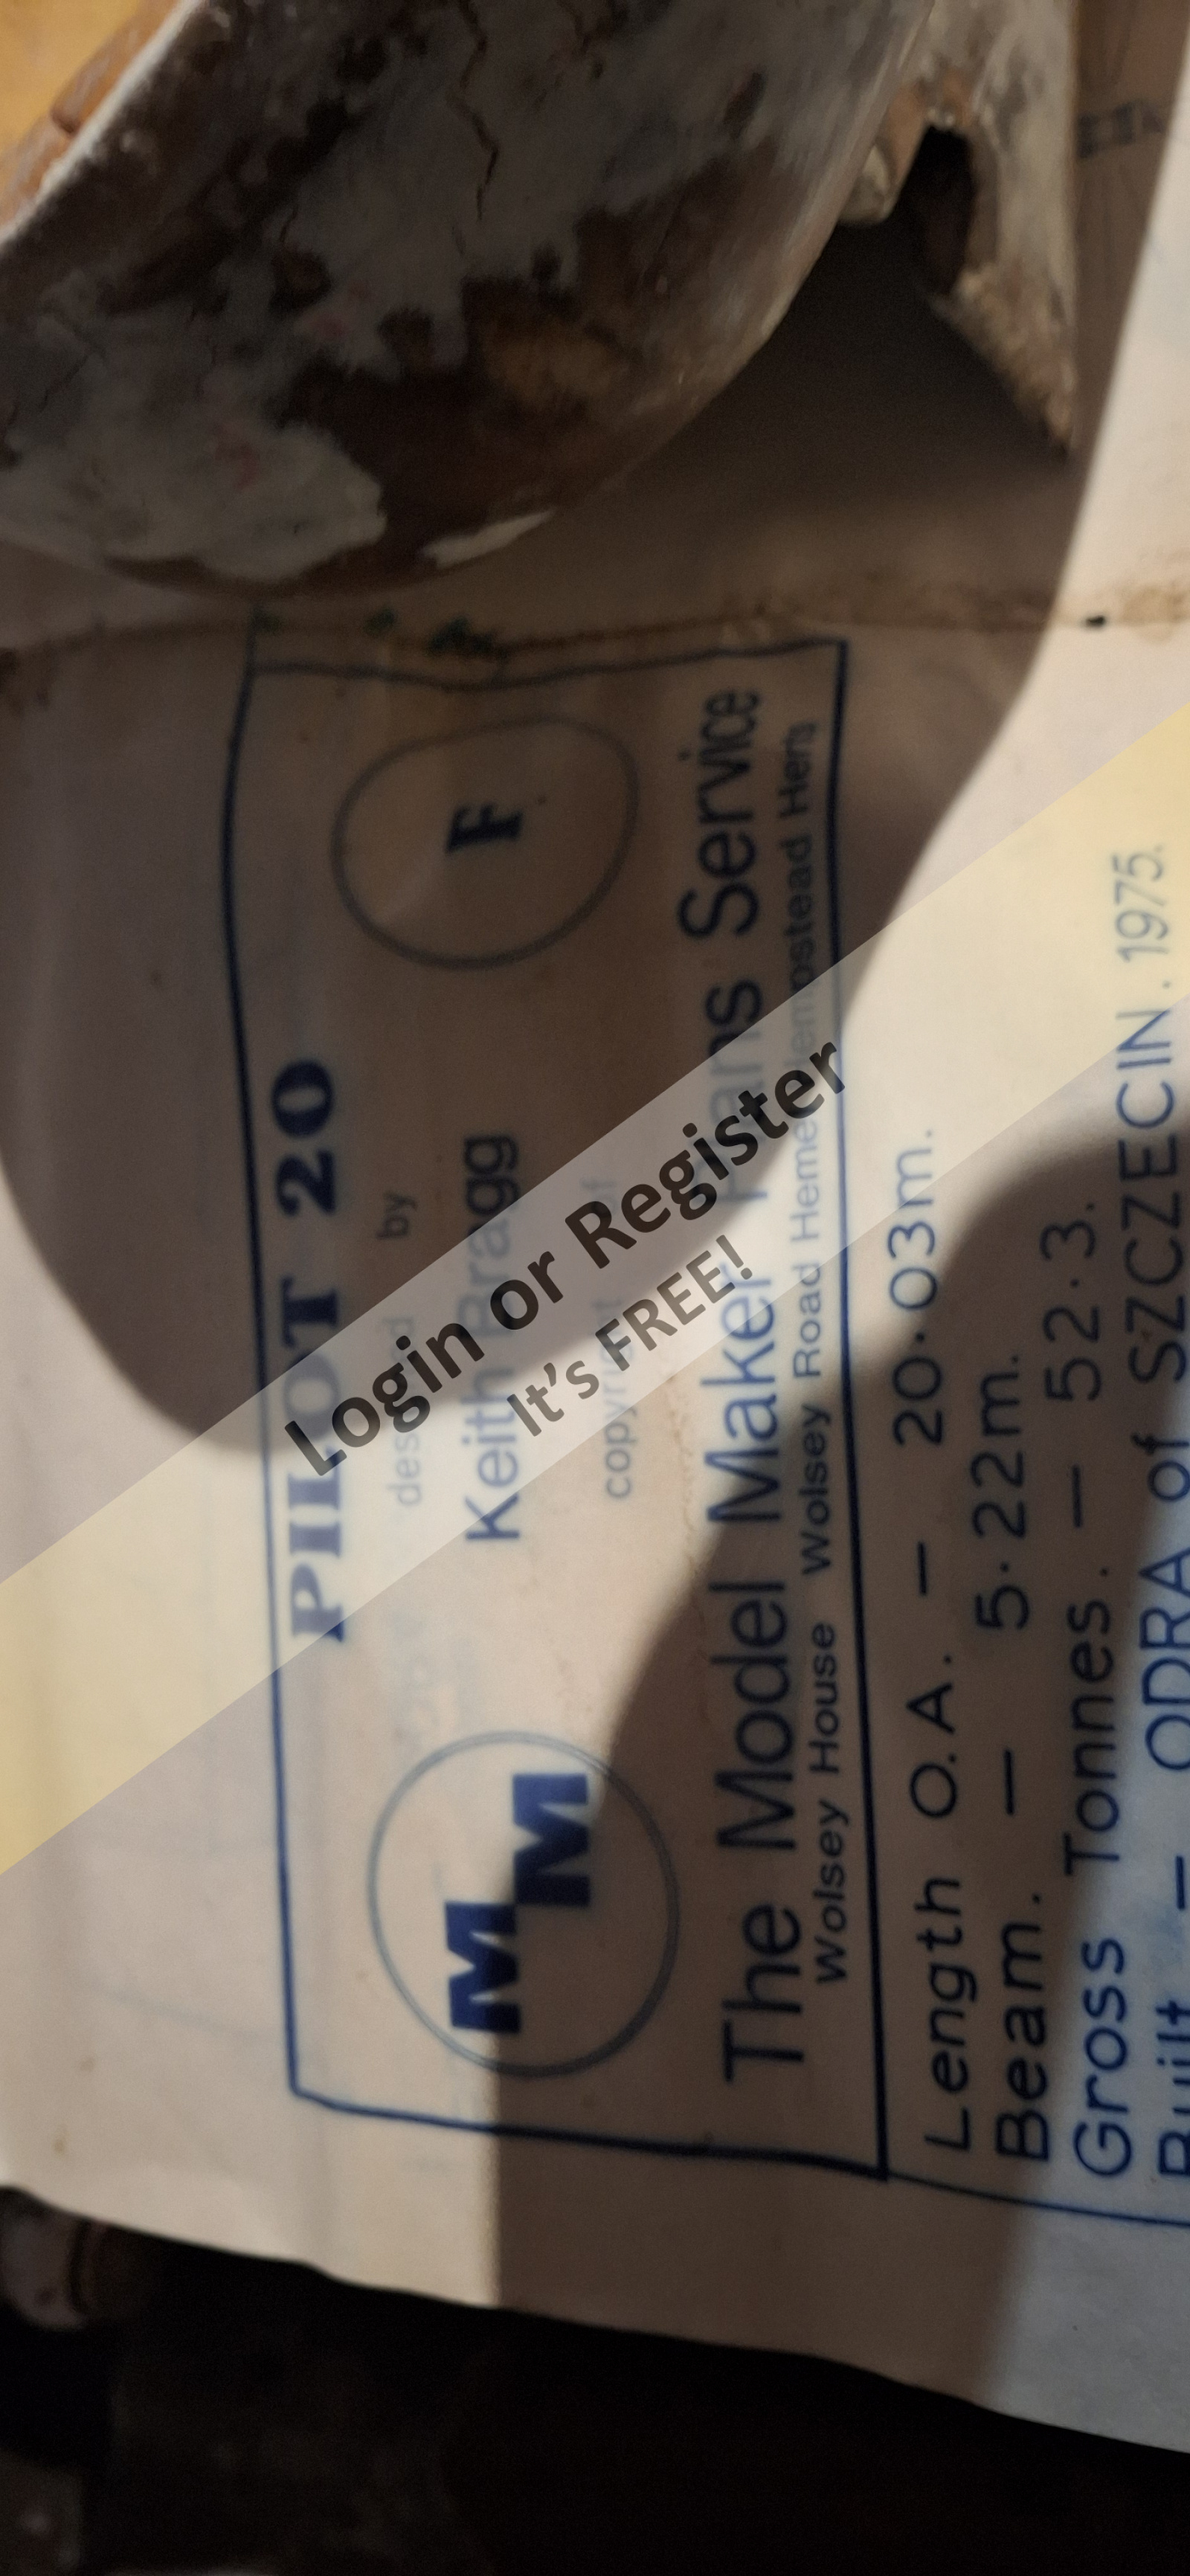 PILOT 20
F
designed by
Keith Bragg
copyright of
MM
The Model Maker Plans Service
Wolsey House Wolsey Road Hemel Hempstead Herts
Length O.A. – 20·03m.
Beam. – 5·22m.
Gross Tonnes. – 52·3.
Built – ODRA of SZCZECIN. 1975.
Login or Register
It's FREE!